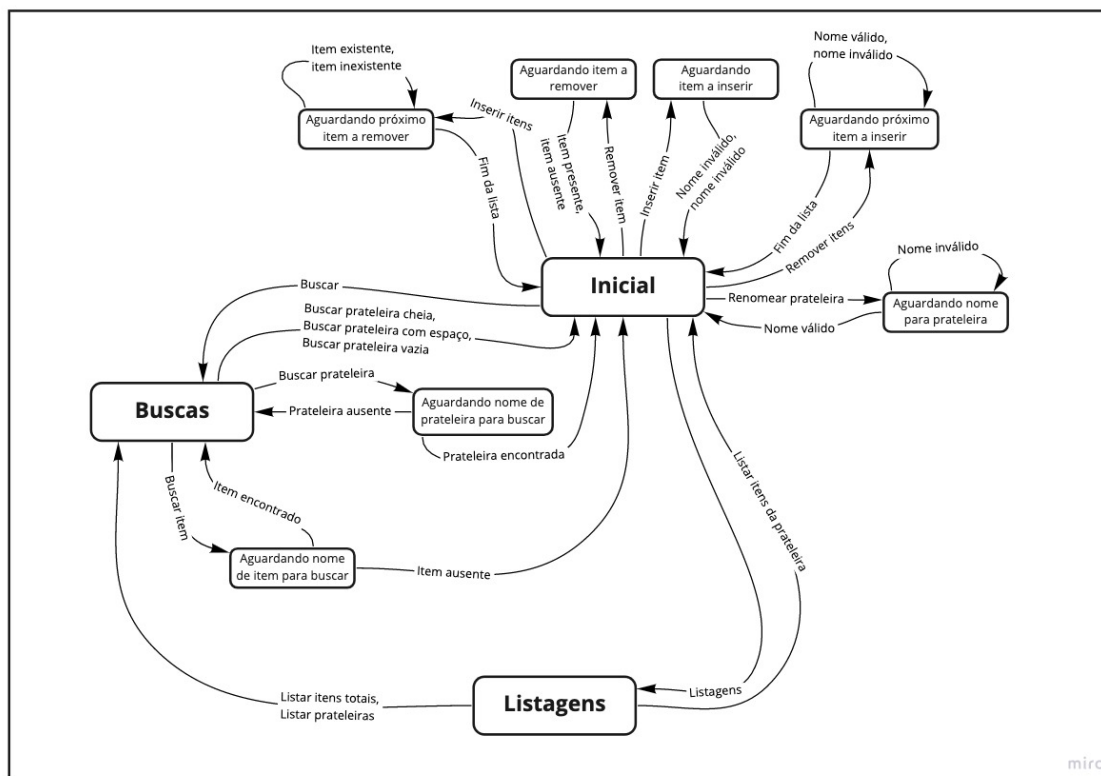 Item existente,
item inexistente
Aguardando próximo
item a remover
Inserir itens
Fim da lista
Aguardando item a
remover
Item presente,
item ausente
Remover item
Aguardando
item a inserir
Inserir item
Nome inválido,
nome inválido
Nome válido,
nome inválido
Aguardando próximo
item a inserir
Fim da lista
Remover itens
Inicial
Nome inválido
Renomear prateleira
Aguardando nome
para prateleira
Nome válido
Buscar
Buscar prateleira cheia,
Buscar prateleira com espaço,
Buscar prateleira vazia
Buscas
Buscar prateleira
Prateleira ausente
Aguardando nome de
prateleira para buscar
Prateleira encontrada
Buscar item
Item encontrado
Aguardando nome
de item para buscar
Item ausente
Listar itens da prateleira
Listagens
Listar itens totais,
Listar prateleiras
Listagens
miro